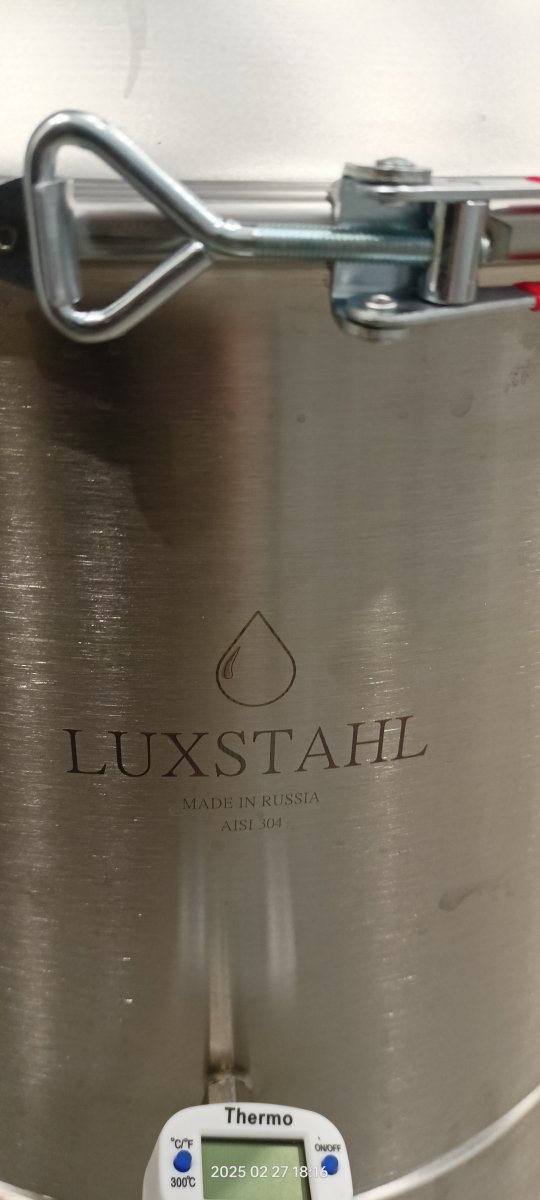 LUXSTAHL
MADE IN RUSSIA
AISI 304
Thermo
°C/°F
ON/OFF
300℃
2025 02 27 18:16